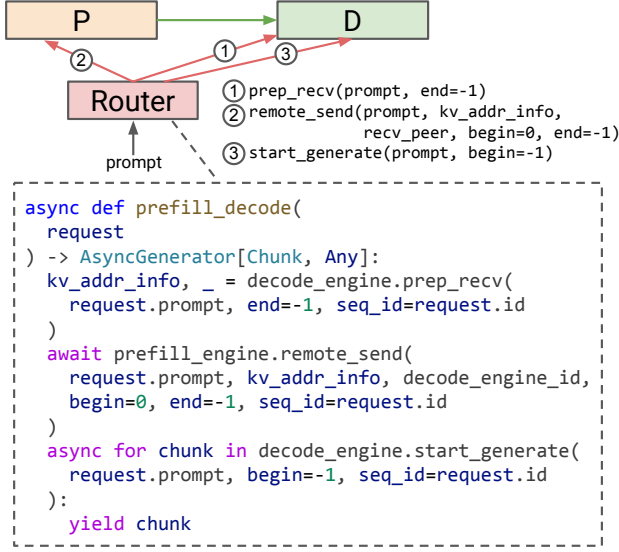 P
D
①
②
③
Router
prompt
① prep_recv(prompt, end=-1)
② remote_send(prompt, kv_addr_info,
recv_peer, begin=0, end=-1)
③ start_generate(prompt, begin=-1)
async def prefill_decode(
  request
) -> AsyncGenerator[Chunk, Any]:
  kv_addr_info, _ = decode_engine.prep_recv(
    request.prompt, end=-1, seq_id=request.id
  )
  await prefill_engine.remote_send(
    request.prompt, kv_addr_info, decode_engine_id,
    begin=0, end=-1, seq_id=request.id
  )
  async for chunk in decode_engine.start_generate(
    request.prompt, begin=-1, seq_id=request.id
  ):
    yield chunk